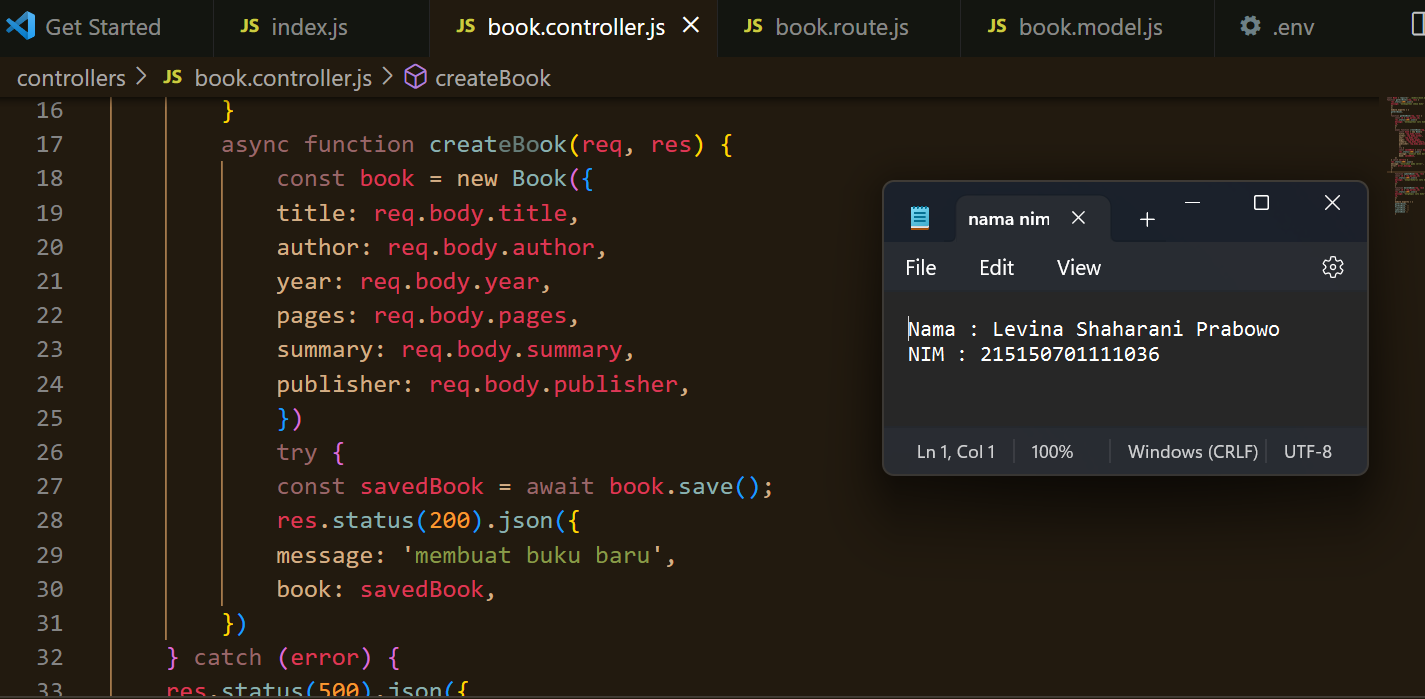 Get Started
JS index.js
JS book.controller.js
JS book.route.js
JS book.model.js
.env
controllers > JS book.controller.js > createBook
16 }
17 async function createBook(req, res) {
18 const book = new Book({
19 title: req.body.title,
20 author: req.body.author,
21 year: req.body.year,
22 pages: req.body.pages,
23 summary: req.body.summary,
24 publisher: req.body.publisher,
25 })
26 try {
27 const savedBook = await book.save();
28 res.status(200).json({
29 message: 'membuat buku baru',
30 book: savedBook,
31 })
32 } catch (error) {
33 res.status(500).json({
nama nim
File Edit View
Nama : Levina Shaharani Prabowo
NIM : 215150701111036
Ln 1, Col 1 100% Windows (CRLF) UTF-8